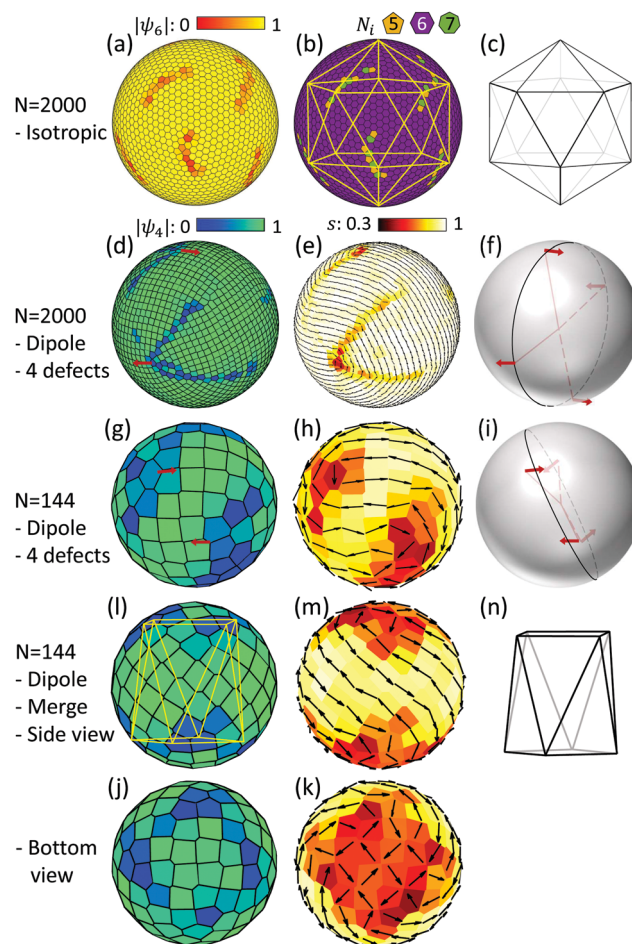 |ψ₆|: 0 1 Nᵢ 5 6 7
(a) (b) (c)
N=2000
- Isotropic
|ψ₄|: 0 1 s: 0.3 1
(d) (e) (f)
N=2000
- Dipole
- 4 defects
(g) (h) (i)
N=144
- Dipole
- 4 defects
(l) (m) (n)
N=144
- Dipole
- Merge
- Side view
(j) (k)
- Bottom
view